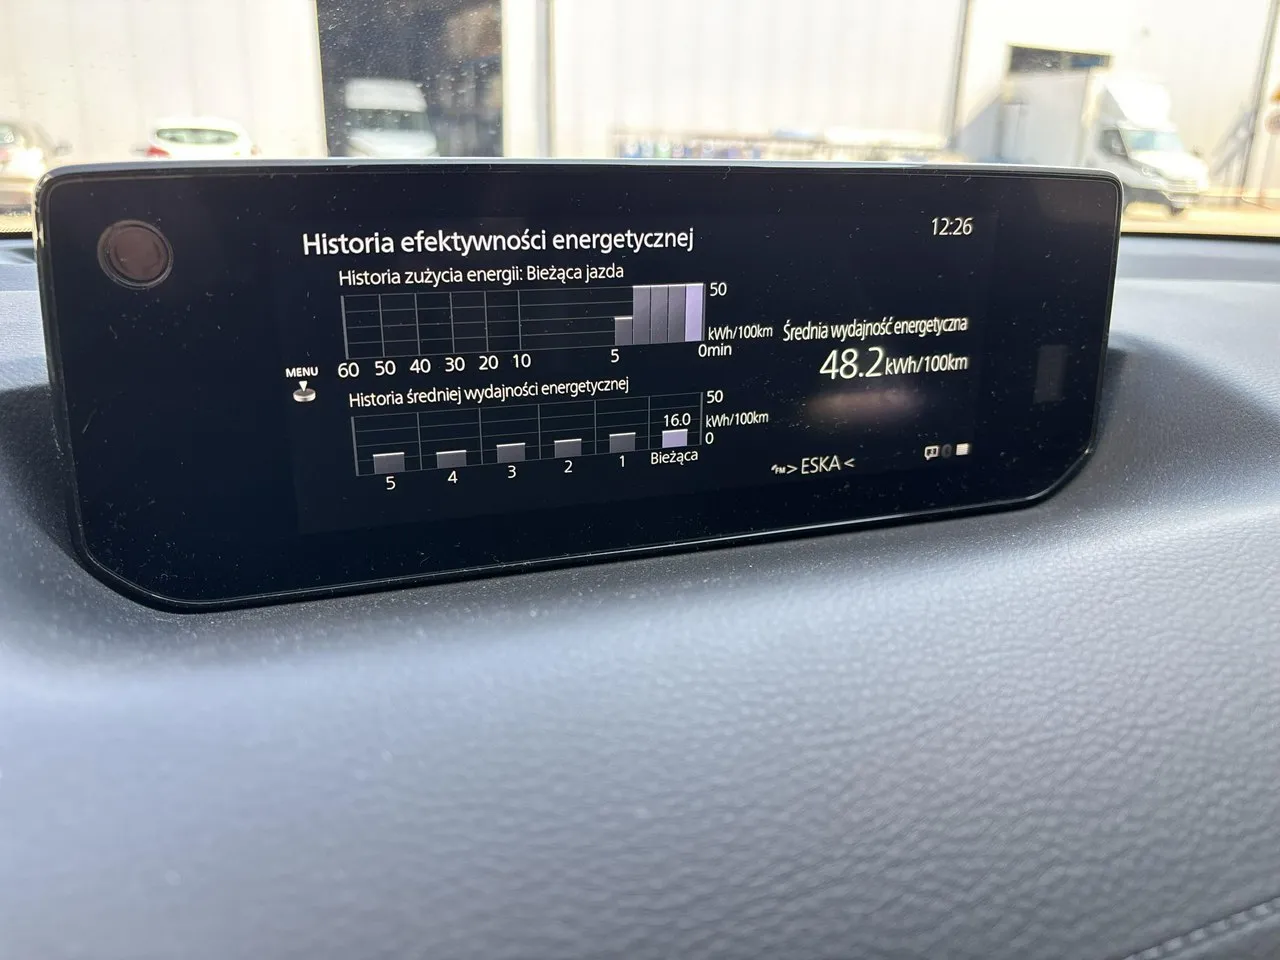 12:26
Historia efektywności energetycznej
Historia zużycia energii: Bieżąca jazda
50
kWh/100km
0min
60 50 40 30 20 10 5
Średnia wydajność energetyczna
48.2kWh/100km
MENU
Historia średniej wydajności energetycznej
50
kWh/100km
0
16.0
5 4 3 2 1 Bieżąca
FM > ESKA <